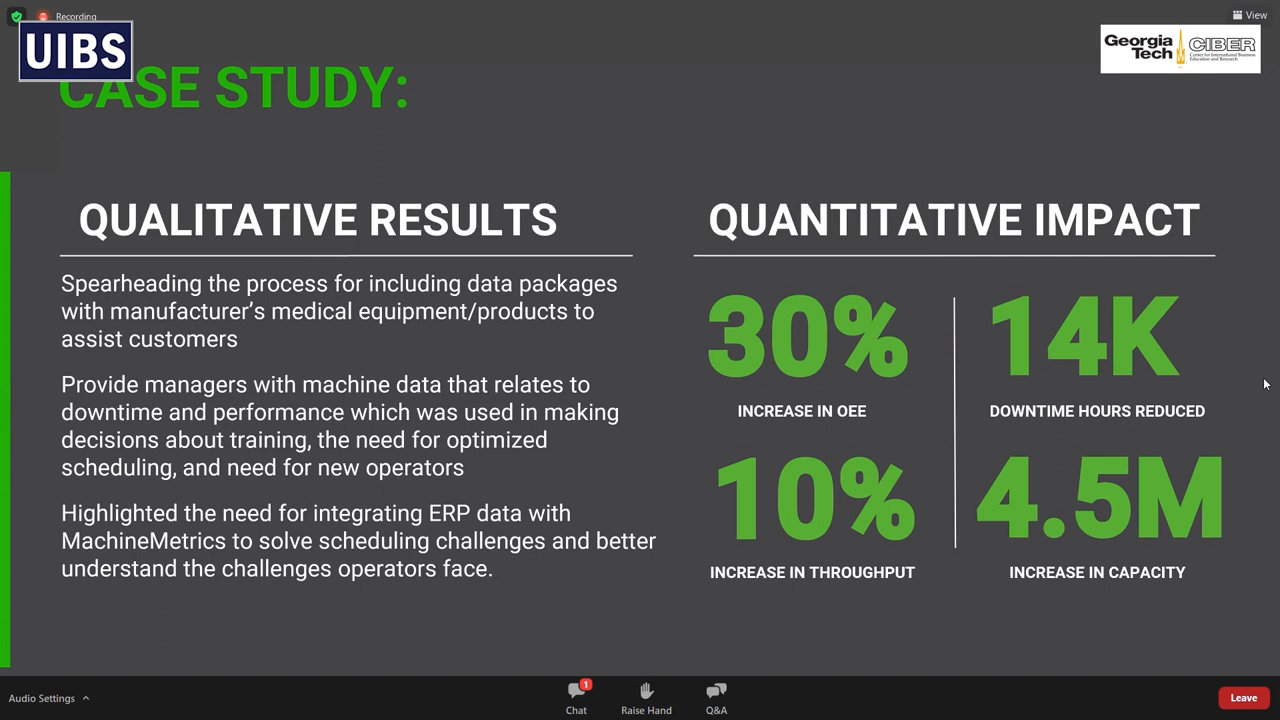 Recording
View
UIBS
Georgia
Tech
CIBER
Center for International Business
Education and Research
CASE STUDY:
QUALITATIVE RESULTS
Spearheading the process for including data packages
with manufacturer’s medical equipment/products to
assist customers
Provide managers with machine data that relates to
downtime and performance which was used in making
decisions about training, the need for optimized
scheduling, and need for new operators
Highlighted the need for integrating ERP data with
MachineMetrics to solve scheduling challenges and better
understand the challenges operators face.
QUANTITATIVE IMPACT
30%
INCREASE IN OEE
14K
DOWNTIME HOURS REDUCED
10%
INCREASE IN THROUGHPUT
4.5M
INCREASE IN CAPACITY
Audio Settings
1
Chat
Raise Hand
Q&A
Leave